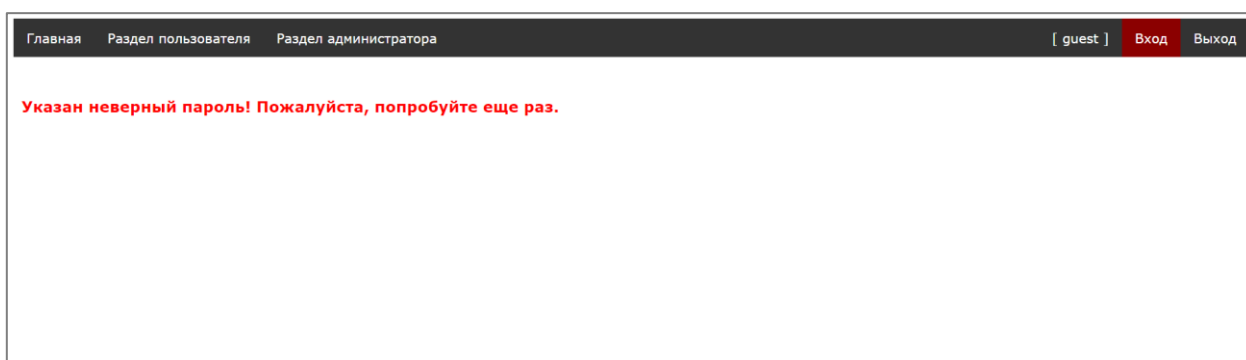 Главная Раздел пользователя Раздел администратора [ guest ] Вход Выход
Указан неверный пароль! Пожалуйста, попробуйте еще раз.